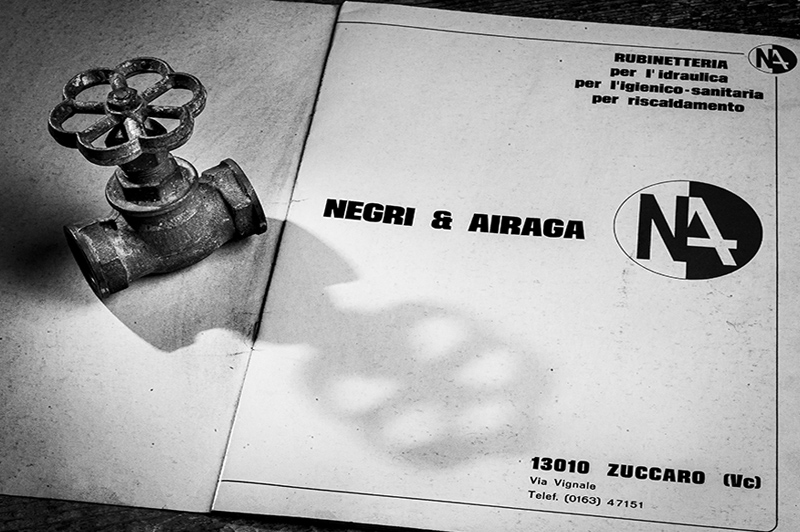 NA
RUBINETTERIA
per l'idraulica
per l'Igienico-sanitaria
per riscaldamento
NEGRI & AIRAGA
NA
13010 ZUCCARO (Vc)
Via Vignale
Telef. (0163) 47151